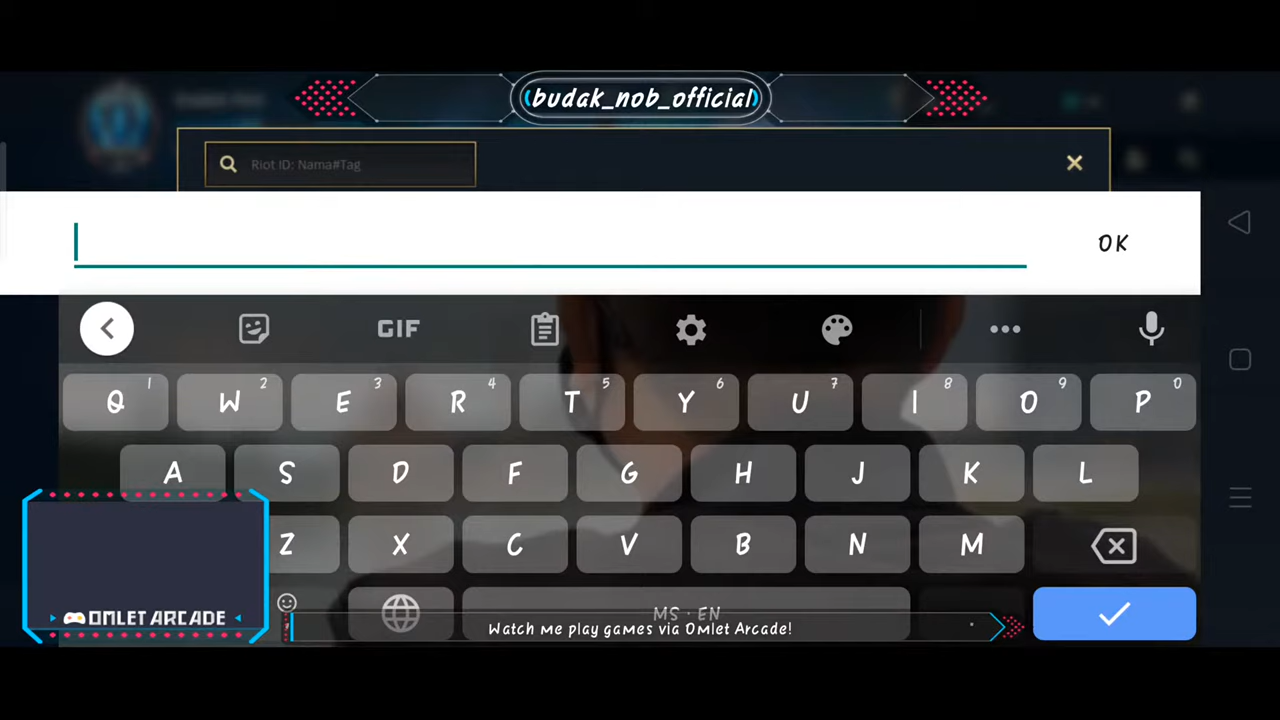 budak_nob_official
Riot ID: Nama#Tag
OK
GIF
Q 1 W 2 E 3 R 4 T 5 Y 6 U 7 I 8 O 9 P 0
A S D F G H J K L
Z X C V B N M
MS · EN
OMLET ARCADE
Watch me play games via Omlet Arcade!